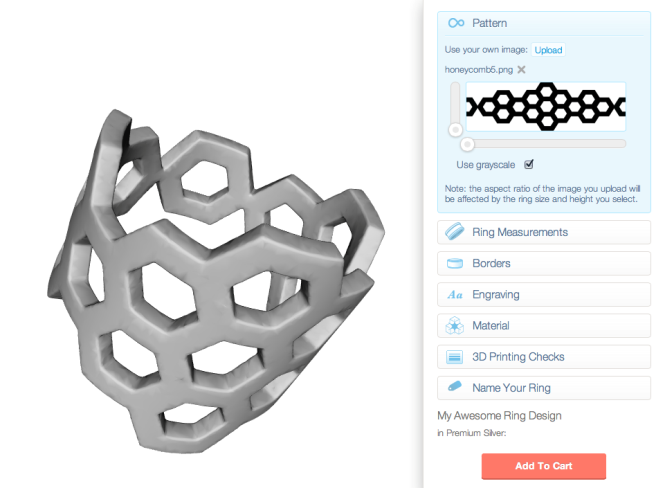 Pattern
Use your own image: Upload
honeycomb5.png
Use grayscale
Note: the aspect ratio of the image you upload will
be affected by the ring size and height you select.
Ring Measurements
Borders
Aa Engraving
Material
3D Printing Checks
Name Your Ring
My Awesome Ring Design
in Premium Silver:
Add To Cart